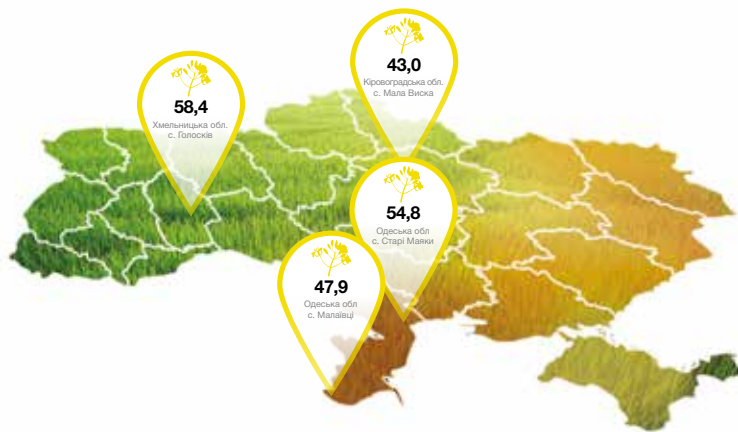 43,0
Кіровоградська обл.
с. Мала Виска
58,4
Хмельницька обл.
с. Голосків
54,8
Одеська обл
с. Старі Маяки
47,9
Одеська обл
с. Малаївці